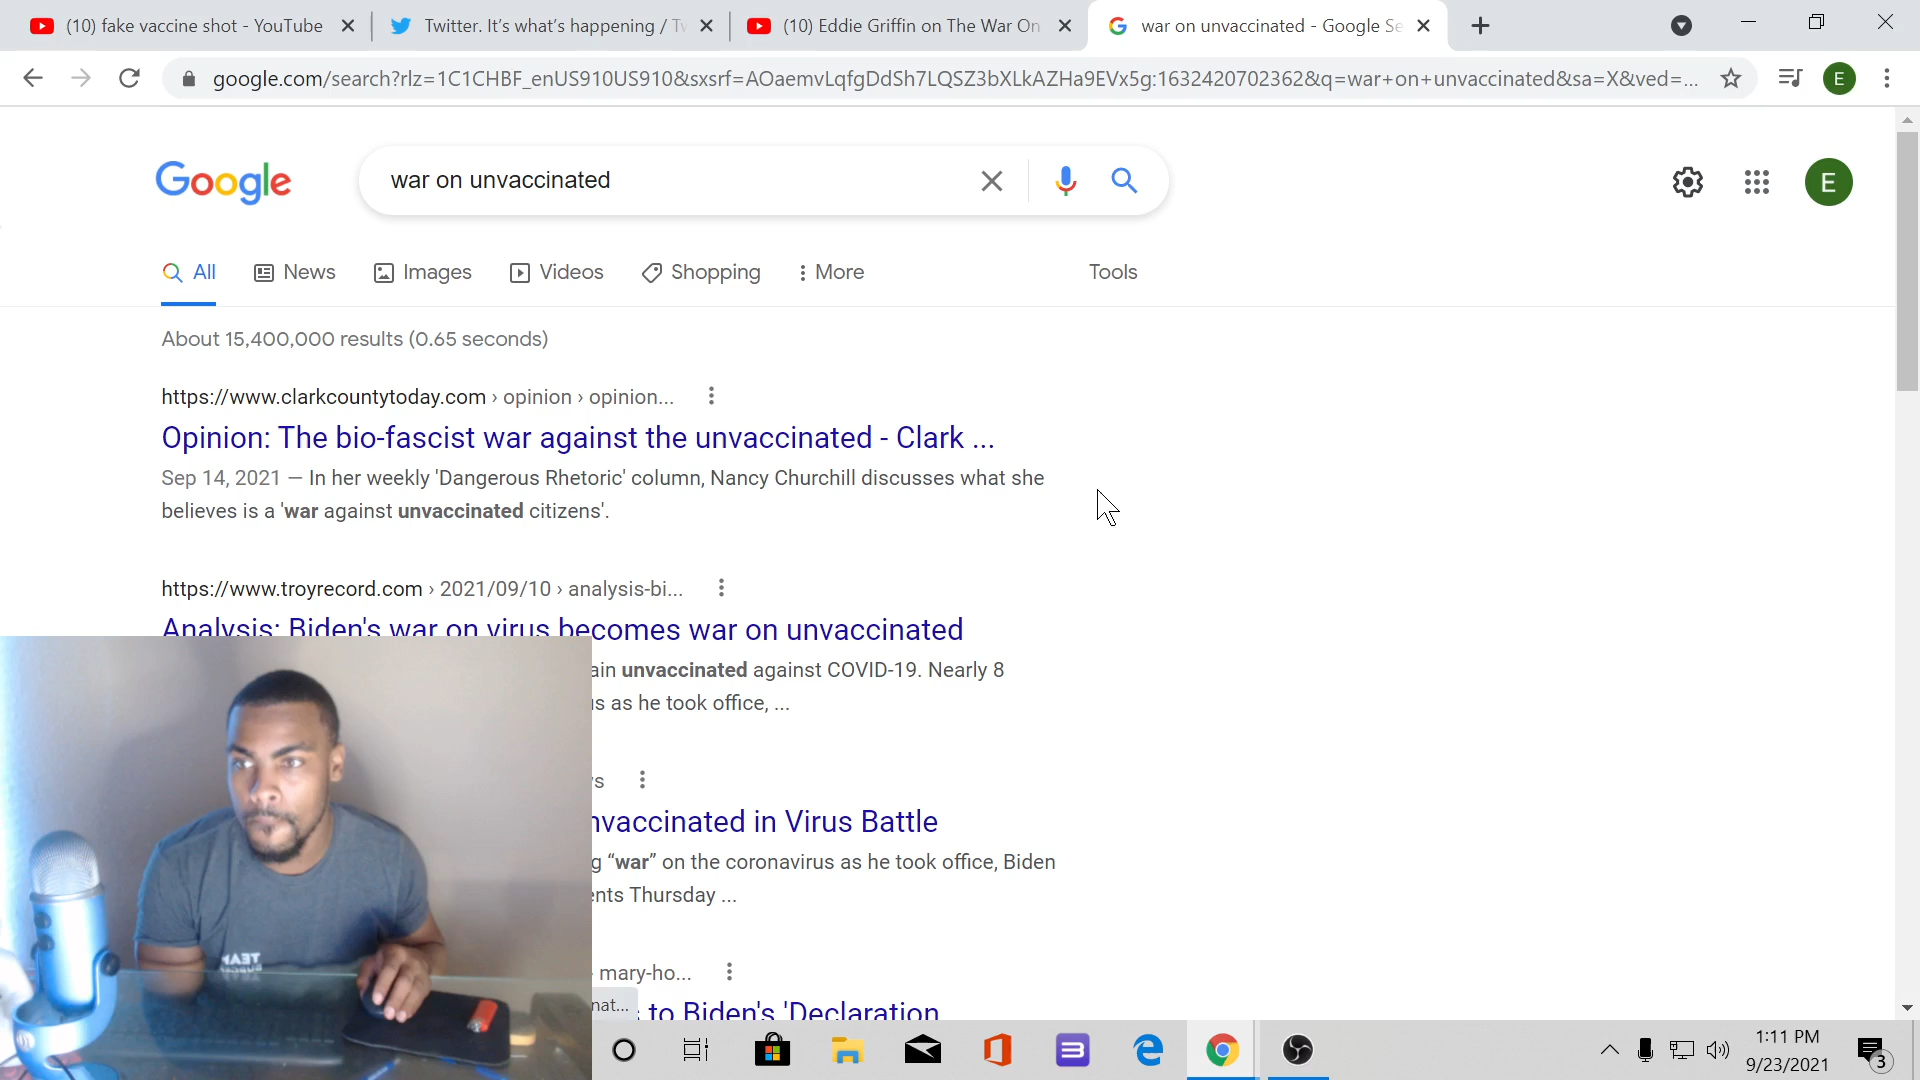 (10) fake vaccine shot - YouTube
Twitter. It's what's happening / Tw
(10) Eddie Griffin on The War On
war on unvaccinated - Google Se
google.com/search?rlz=1C1CHBF_enUS910US910&sxsrf=AOaemvLqfgDdSh7LQSZ3bXLkAZHa9EVx5g:1632420702362&q=war+on+unvaccinated&sa=X&ved=...
E
Google
war on unvaccinated
E
All
News
Images
Videos
Shopping
More
Tools
About 15,400,000 results (0.65 seconds)
https://www.clarkcountytoday.com › opinion › opinion...
Opinion: The bio-fascist war against the unvaccinated - Clark ...
Sep 14, 2021 — In her weekly 'Dangerous Rhetoric' column, Nancy Churchill discusses what she
believes is a 'war against unvaccinated citizens'.
https://www.troyrecord.com › 2021/09/10 › analysis-bi...
Analysis: Biden's war on virus becomes war on unvaccinated
ain unvaccinated against COVID-19. Nearly 8
is as he took office, ...
s
nvaccinated in Virus Battle
g “war” on the coronavirus as he took office, Biden
ents Thursday ...
mary-ho...
nat...
to Biden's 'Declaration
TEAM
1:11 PM
9/23/2021
3